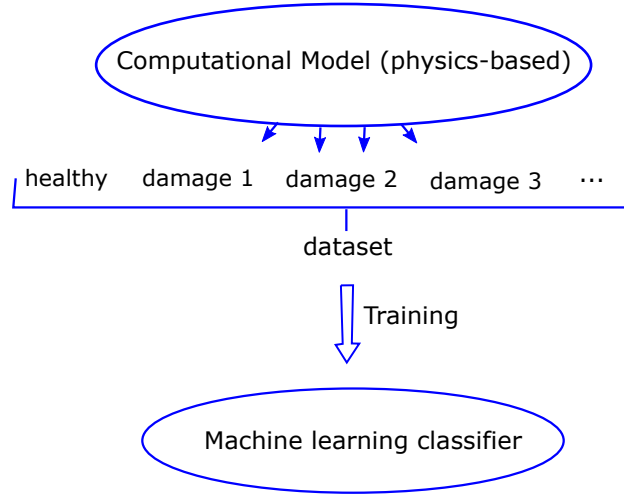 Computational Model (physics-based)
healthy damage 1 damage 2 damage 3 ...
dataset
Training
Machine learning classifier